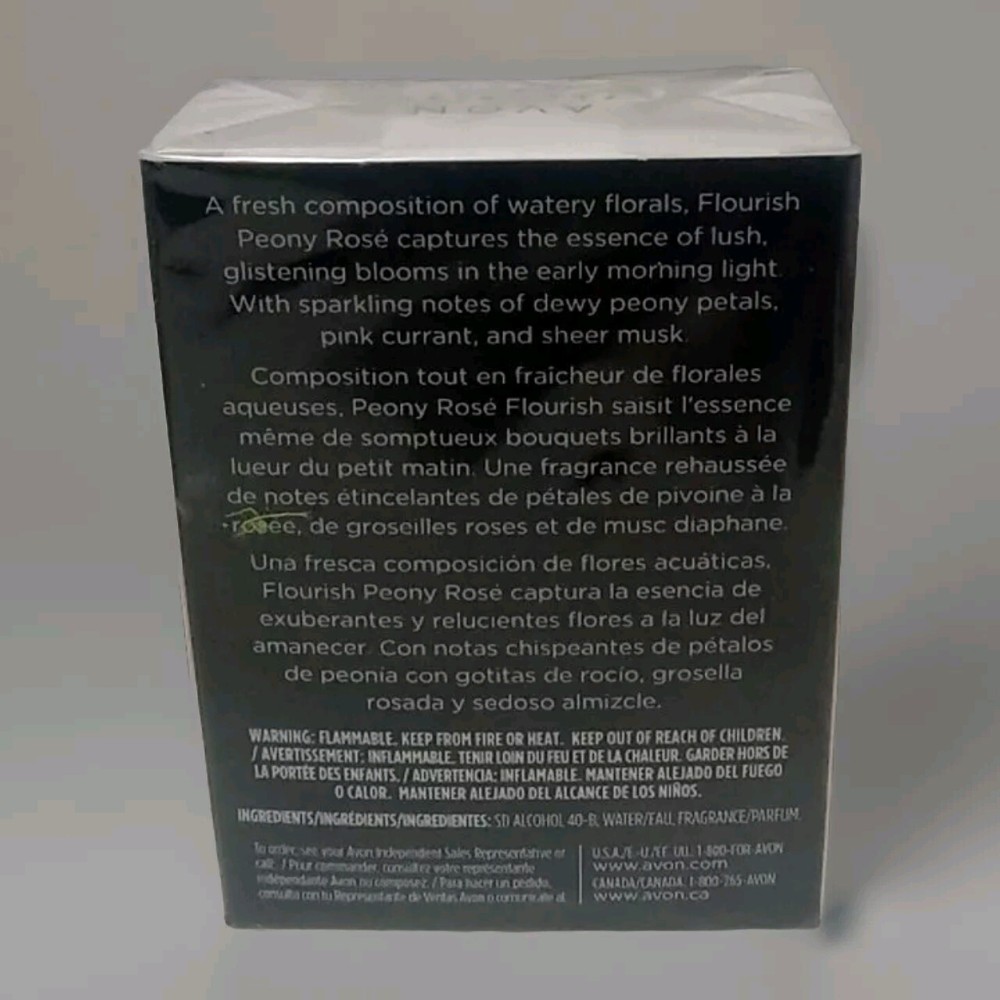 AVON
A fresh composition of watery florals, Flourish
Peony Rosé captures the essence of lush,
glistening blooms in the early morning light.
With sparkling notes of dewy peony petals,
pink currant, and sheer musk.
Composition tout en fraîcheur de florales
aqueuses, Peony Rosé Flourish saisit l'essence
même de somptueux bouquets brillants à la
lueur du petit matin. Une fragrance rehaussée
de notes étincelantes de pétales de pivoine à la
rosée, de groseilles roses et de musc diaphane.
Una fresca composición de flores acuáticas,
Flourish Peony Rosé captura la esencia de
exuberantes y relucientes flores a la luz del
amanecer. Con notas chispeantes de pétalos
de peonía con gotitas de rocío, grosella
rosada y sedoso almizcle.
WARNING: FLAMMABLE. KEEP FROM FIRE OR HEAT. KEEP OUT OF REACH OF CHILDREN.
/ AVERTISSEMENT: INFLAMMABLE. TENIR LOIN DU FEU ET DE LA CHALEUR. GARDER HORS DE
LA PORTÉE DES ENFANTS. / ADVERTENCIA: INFLAMABLE. MANTENER ALEJADO DEL FUEGO
O CALOR. MANTENER ALEJADO DEL ALCANCE DE LOS NIÑOS.
INGREDIENTS/INGRÉDIENTS/INGREDIENTES: SD ALCOHOL 40-B, WATER/EAU, FRAGRANCE/PARFUM.
To order, see your Avon Independent Sales Representative or
call: / Pour commander, consultez votre représentante
indépendante Avon ou composez: / Para hacer un pedido,
consulta con tu Representante de Ventas Avon o comunícate al
U.S.A./É.-U./EE. UU. 1-800-FOR-AVON
www.avon.com
CANADA/CANADÁ 1-800-265-AVON
www.avon.ca